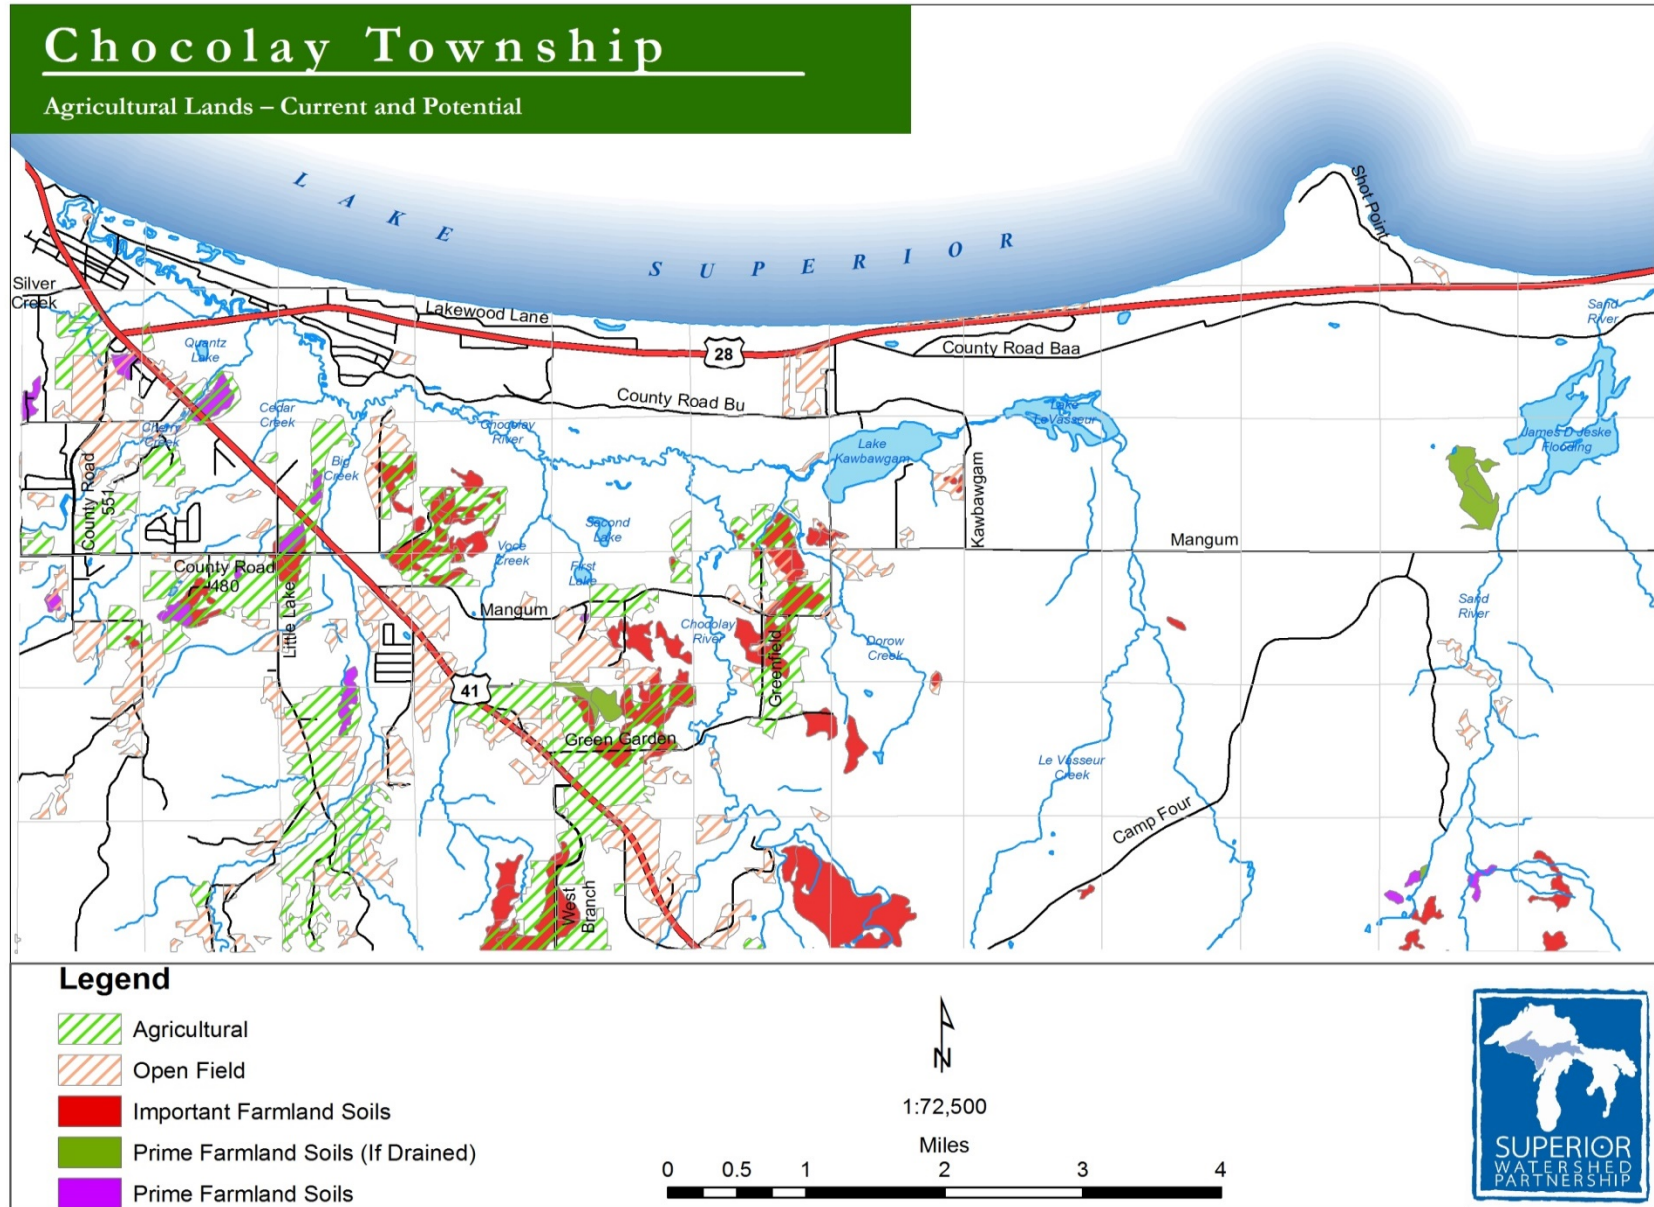 Chocolay Township
Agricultural Lands – Current and Potential
LAKE
SUPERIOR
Shot Point
Silver
Creek
Lakewood Lane
28
County Road Baa
Sand
River
Quantz
Lake
County Road Bu
Cedar
Creek
Cherry
Creek
Chocolay
River
Lake
LeVasseur
Lake
Kawbawgam
James D Jeske
Flooding
Big
Creek
County Road
551
Kawbawgam
Second
Lake
Mangum
Voce
Creek
First
Lake
County Road
480
Little Lake
Mangum
Chocolay
River
Greenfield
Dorow
Creek
Sand
River
41
Green Garden
Le Vasseur
Creek
Camp Four
West
Branch
Legend
Agricultural
Open Field
Important Farmland Soils
Prime Farmland Soils (If Drained)
Prime Farmland Soils
N
1:72,500
Miles
0 0.5 1 2 3 4
SUPERIOR
WATERSHED
PARTNERSHIP